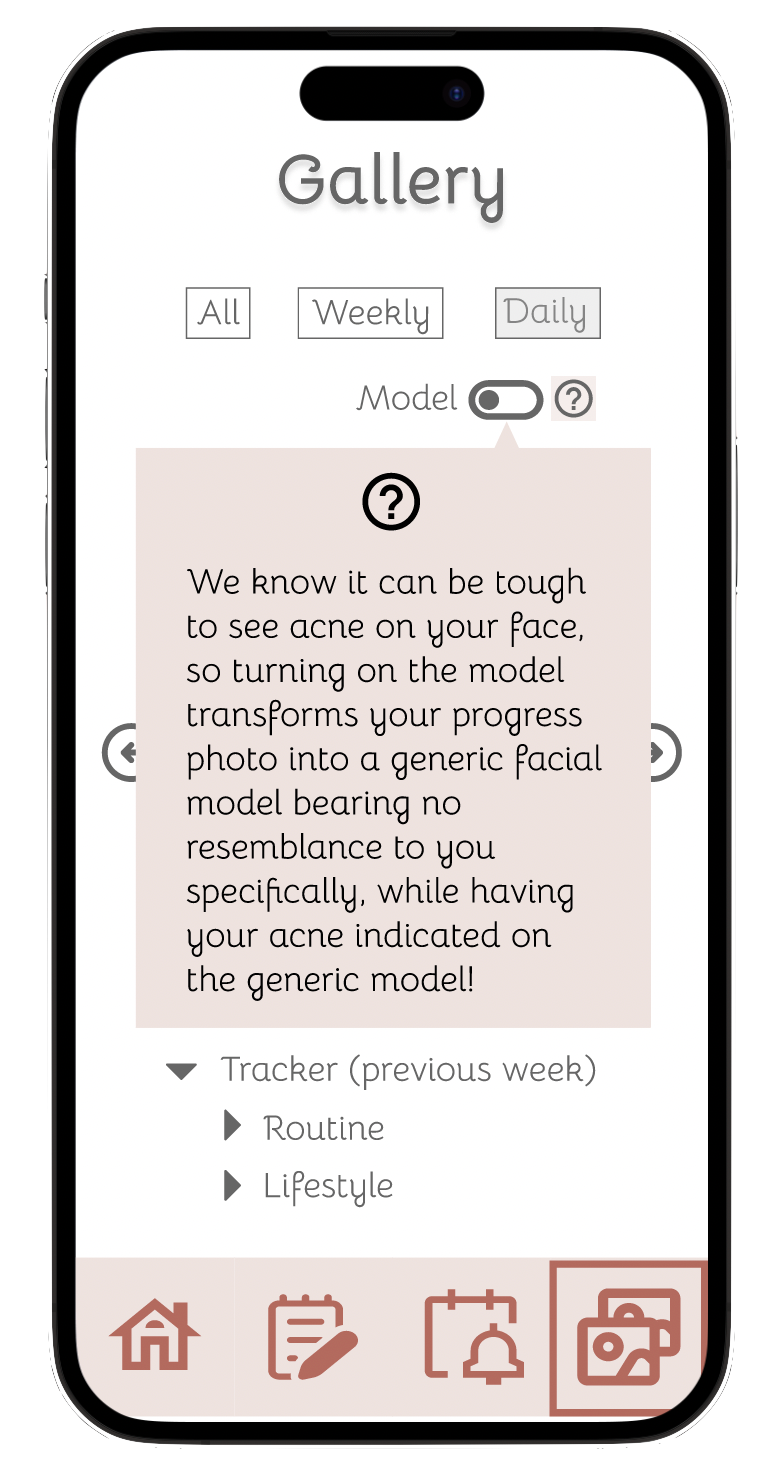 Gallery
All Weekly Daily
Model ?
?
We know it can be tough
to see acne on your face,
so turning on the model
transforms your progress
photo into a generic facial
model bearing no
resemblance to you
specifically, while having
your acne indicated on
the generic model!
Tracker (previous week)
Routine
Lifestyle